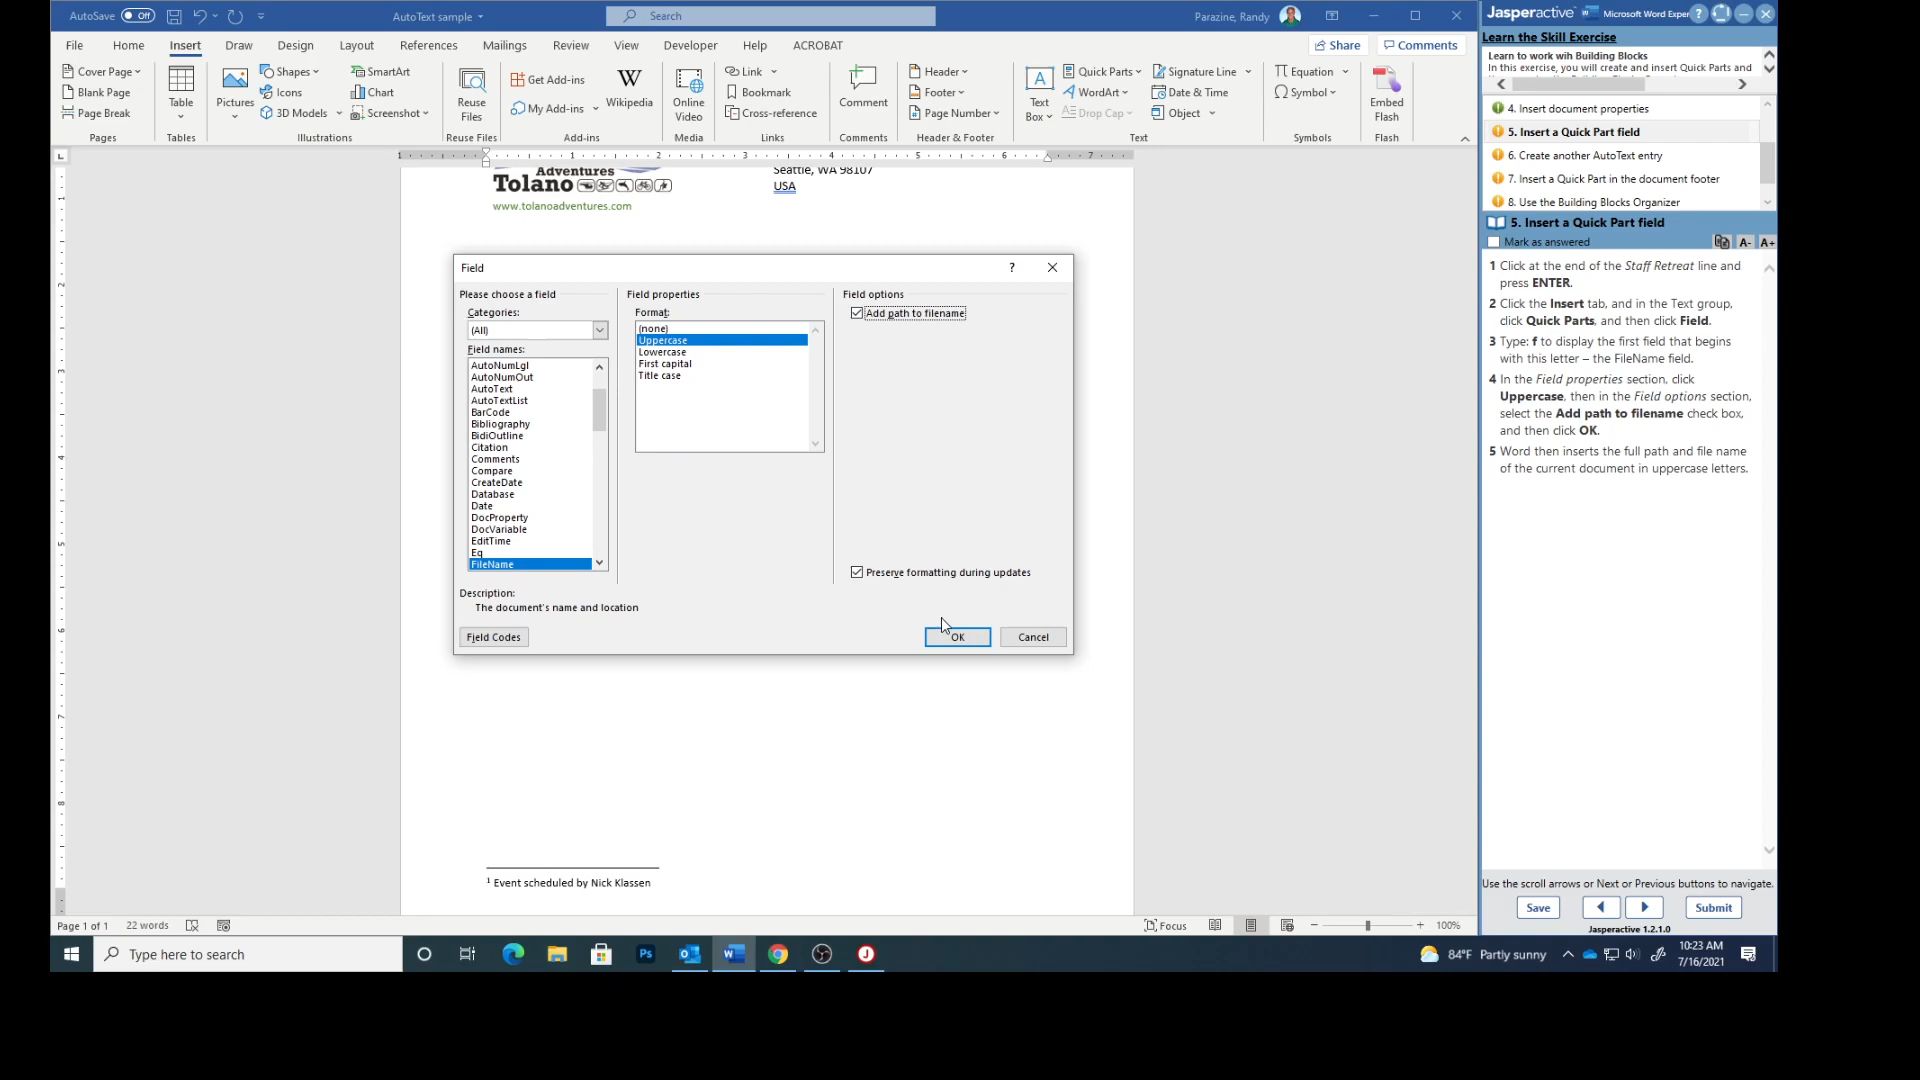 AutoSave Off
AutoText sample
Search
Parazine, Randy
File Home Insert Draw Design Layout References Mailings Review View Developer Help ACROBAT
Share Comments
Cover Page
Blank Page
Page Break
Pages
Table
Tables
Pictures
Shapes
Icons
3D Models
SmartArt
Chart
Screenshot
Illustrations
Reuse Files
Reuse Files
Get Add-ins
My Add-ins
Wikipedia
Add-ins
Online Video
Media
Link
Bookmark
Cross-reference
Links
Comment
Comments
Header
Footer
Page Number
Header & Footer
Text Box
Quick Parts
WordArt
Drop Cap
Signature Line
Date & Time
Object
Text
Equation
Symbol
Symbols
Embed Flash
Flash
1 1 2 3 4 5 6 7
Adventures
Tolano
www.tolanoadventures.com
Seattle, WA 98107
USA
Field ?
Please choose a field
Categories:
(All)
Field names:
AutoNumLgl
AutoNumOut
AutoText
AutoTextList
BarCode
Bibliography
BidiOutline
Citation
Comments
Compare
CreateDate
Database
Date
DocProperty
DocVariable
EditTime
Eq
FileName
Field properties
Format:
(none)
Uppercase
Lowercase
First capital
Title case
Field options
Add path to filename
Preserve formatting during updates
Description:
The document's name and location
Field Codes
OK
Cancel
1 Event scheduled by Nick Klassen
Page 1 of 1 22 words
Focus
100%
Type here to search
84°F Partly sunny
10:23 AM
7/16/2021
Jasperactive Microsoft Word Exper
Learn the Skill Exercise
Learn to work wih Building Blocks
In this exercise, you will create and insert Quick Parts and
4. Insert document properties
5. Insert a Quick Part field
6. Create another AutoText entry
7. Insert a Quick Part in the document footer
8. Use the Building Blocks Organizer
5. Insert a Quick Part field
Mark as answered
A- A+
1 Click at the end of the Staff Retreat line and
press ENTER.
2 Click the Insert tab, and in the Text group,
click Quick Parts, and then click Field.
3 Type: f to display the first field that begins
with this letter – the FileName field.
4 In the Field properties section, click
Uppercase, then in the Field options section,
select the Add path to filename check box,
and then click OK.
5 Word then inserts the full path and file name
of the current document in uppercase letters.
Use the scroll arrows or Next or Previous buttons to navigate.
Save
Submit
Jasperactive 1.2.1.0